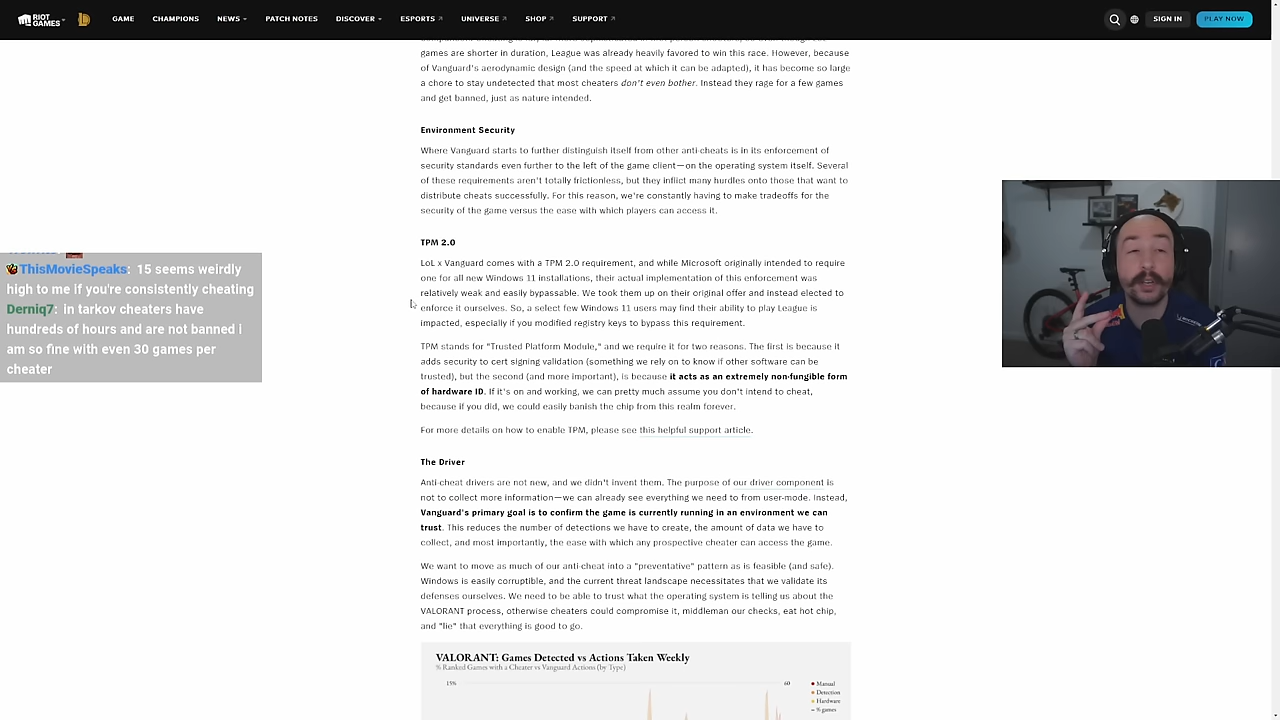 RIOT GAMES
GAME
CHAMPIONS
NEWS
PATCH NOTES
DISCOVER
ESPORTS
UNIVERSE
SHOP
SUPPORT
SIGN IN
PLAY NOW
games are shorter in duration, League was already heavily favored to win this race. However, because
of Vanguard's aerodynamic design (and the speed at which it can be adapted), it has become so large
a chore to stay undetected that most cheaters don't even bother. Instead they rage for a few games
and get banned, just as nature intended.
Environment Security
Where Vanguard starts to further distinguish itself from other anti-cheats is in its enforcement of
security standards even further to the left of the game client—on the operating system itself. Several
of these requirements aren't totally frictionless, but they inflict many hurdles onto those that want to
distribute cheats successfully. For this reason, we're constantly having to make tradeoffs for the
security of the game versus the ease with which players can access it.
TPM 2.0
LoL x Vanguard comes with a TPM 2.0 requirement, and while Microsoft originally intended to require
one for all new Windows 11 installations, their actual implementation of this enforcement was
relatively weak and easily bypassable. We took them up on their original offer and instead elected to
enforce it ourselves. So, a select few Windows 11 users may find their ability to play League is
impacted, especially if you modified registry keys to bypass this requirement.
TPM stands for "Trusted Platform Module," and we require it for two reasons. The first is because it
adds security to cert signing validation (something we rely on to know if other software can be
trusted), but the second (and more important), is because it acts as an extremely non-fungible form
of hardware ID. If it's on and working, we can pretty much assume you don't intend to cheat,
because if you did, we could easily banish the chip from this realm forever.
For more details on how to enable TPM, please see this helpful support article.
The Driver
Anti-cheat drivers are not new, and we didn't invent them. The purpose of our driver component is
not to collect more information—we can already see everything we need to from user-mode. Instead,
Vanguard's primary goal is to confirm the game is currently running in an environment we can
trust. This reduces the number of detections we have to create, the amount of data we have to
collect, and most importantly, the ease with which any prospective cheater can access the game.
We want to move as much of our anti-cheat into a "preventative" pattern as is feasible (and safe).
Windows is easily corruptible, and the current threat landscape necessitates that we validate its
defenses ourselves. We need to be able to trust what the operating system is telling us about the
VALORANT process, otherwise cheaters could compromise it, middleman our checks, eat hot chip,
and "lie" that everything is good to go.
VALORANT: Games Detected vs Actions Taken Weekly
% Ranked Games with a Cheater vs Vanguard Actions (by Type)
15%
60
Manual
Detection
Hardware
% games
ThisMovieSpeaks: 15 seems weirdly
high to me if you're consistently cheating
Derniq7: in tarkov cheaters have
hundreds of hours and are not banned i
am so fine with even 30 games per
cheater